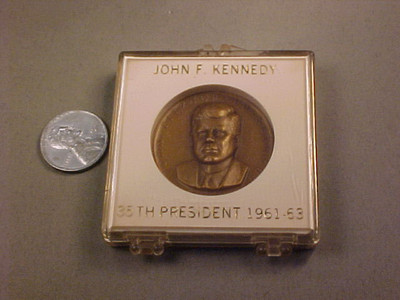 JOHN F. KENNEDY
35TH PRESIDENT 1961-63